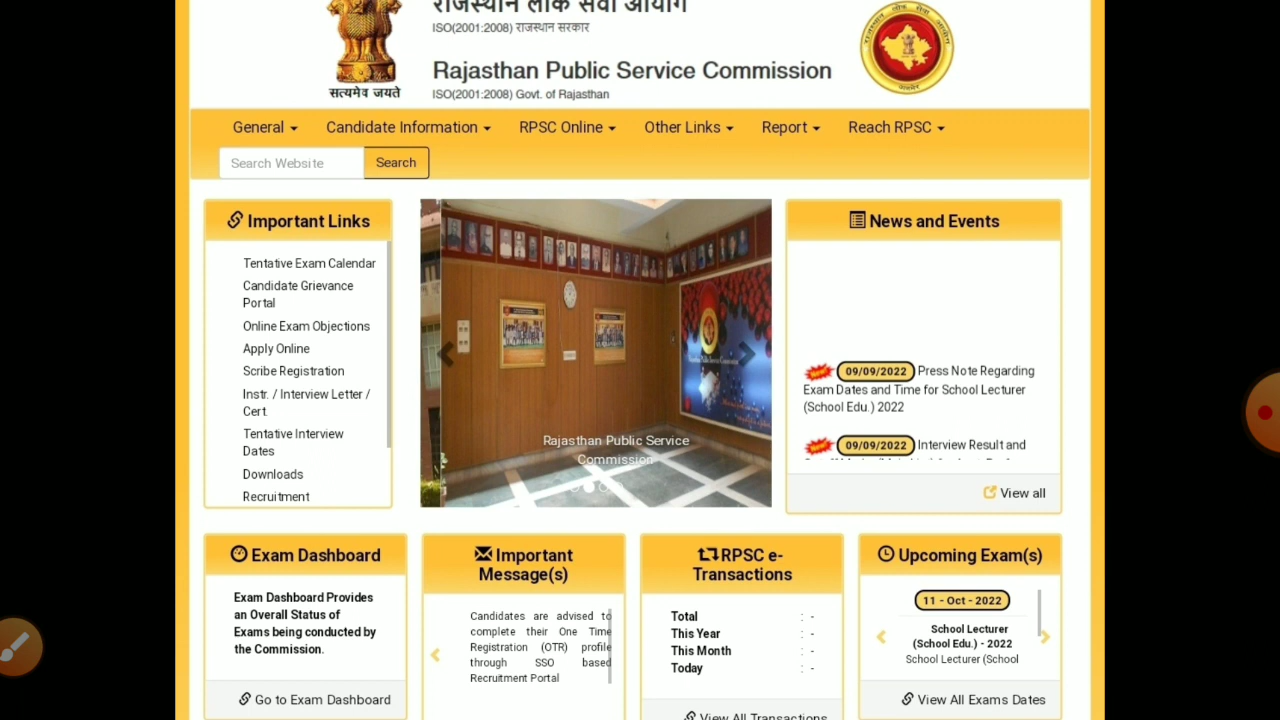 राजस्थान लोक सेवा आयोग
ISO(2001:2008) राजस्थान सरकार
Rajasthan Public Service Commission
ISO(2001:2008) Govt. of Rajasthan
सत्यमेव जयते
General
Candidate Information
RPSC Online
Other Links
Report
Reach RPSC
Search Website
Search
Important Links
Tentative Exam Calendar
Candidate Grievance
Portal
Online Exam Objections
Apply Online
Scribe Registration
Instr. / Interview Letter /
Cert.
Tentative Interview
Dates
Downloads
Recruitment
Rajasthan Public Service
Commission
News and Events
09/09/2022 Press Note Regarding
Exam Dates and Time for School Lecturer
(School Edu.) 2022
09/09/2022 Interview Result and
View all
Exam Dashboard
Exam Dashboard Provides
an Overall Status of
Exams being conducted by
the Commission.
Go to Exam Dashboard
Important
Message(s)
Candidates are advised to
complete their One Time
Registration (OTR) profile
through SSO based
Recruitment Portal
RPSC e-
Transactions
Total : -
This Year : -
This Month : -
Today : -
View All Transactions
Upcoming Exam(s)
11 - Oct - 2022
School Lecturer
(School Edu.) - 2022
School Lecturer (School
View All Exams Dates